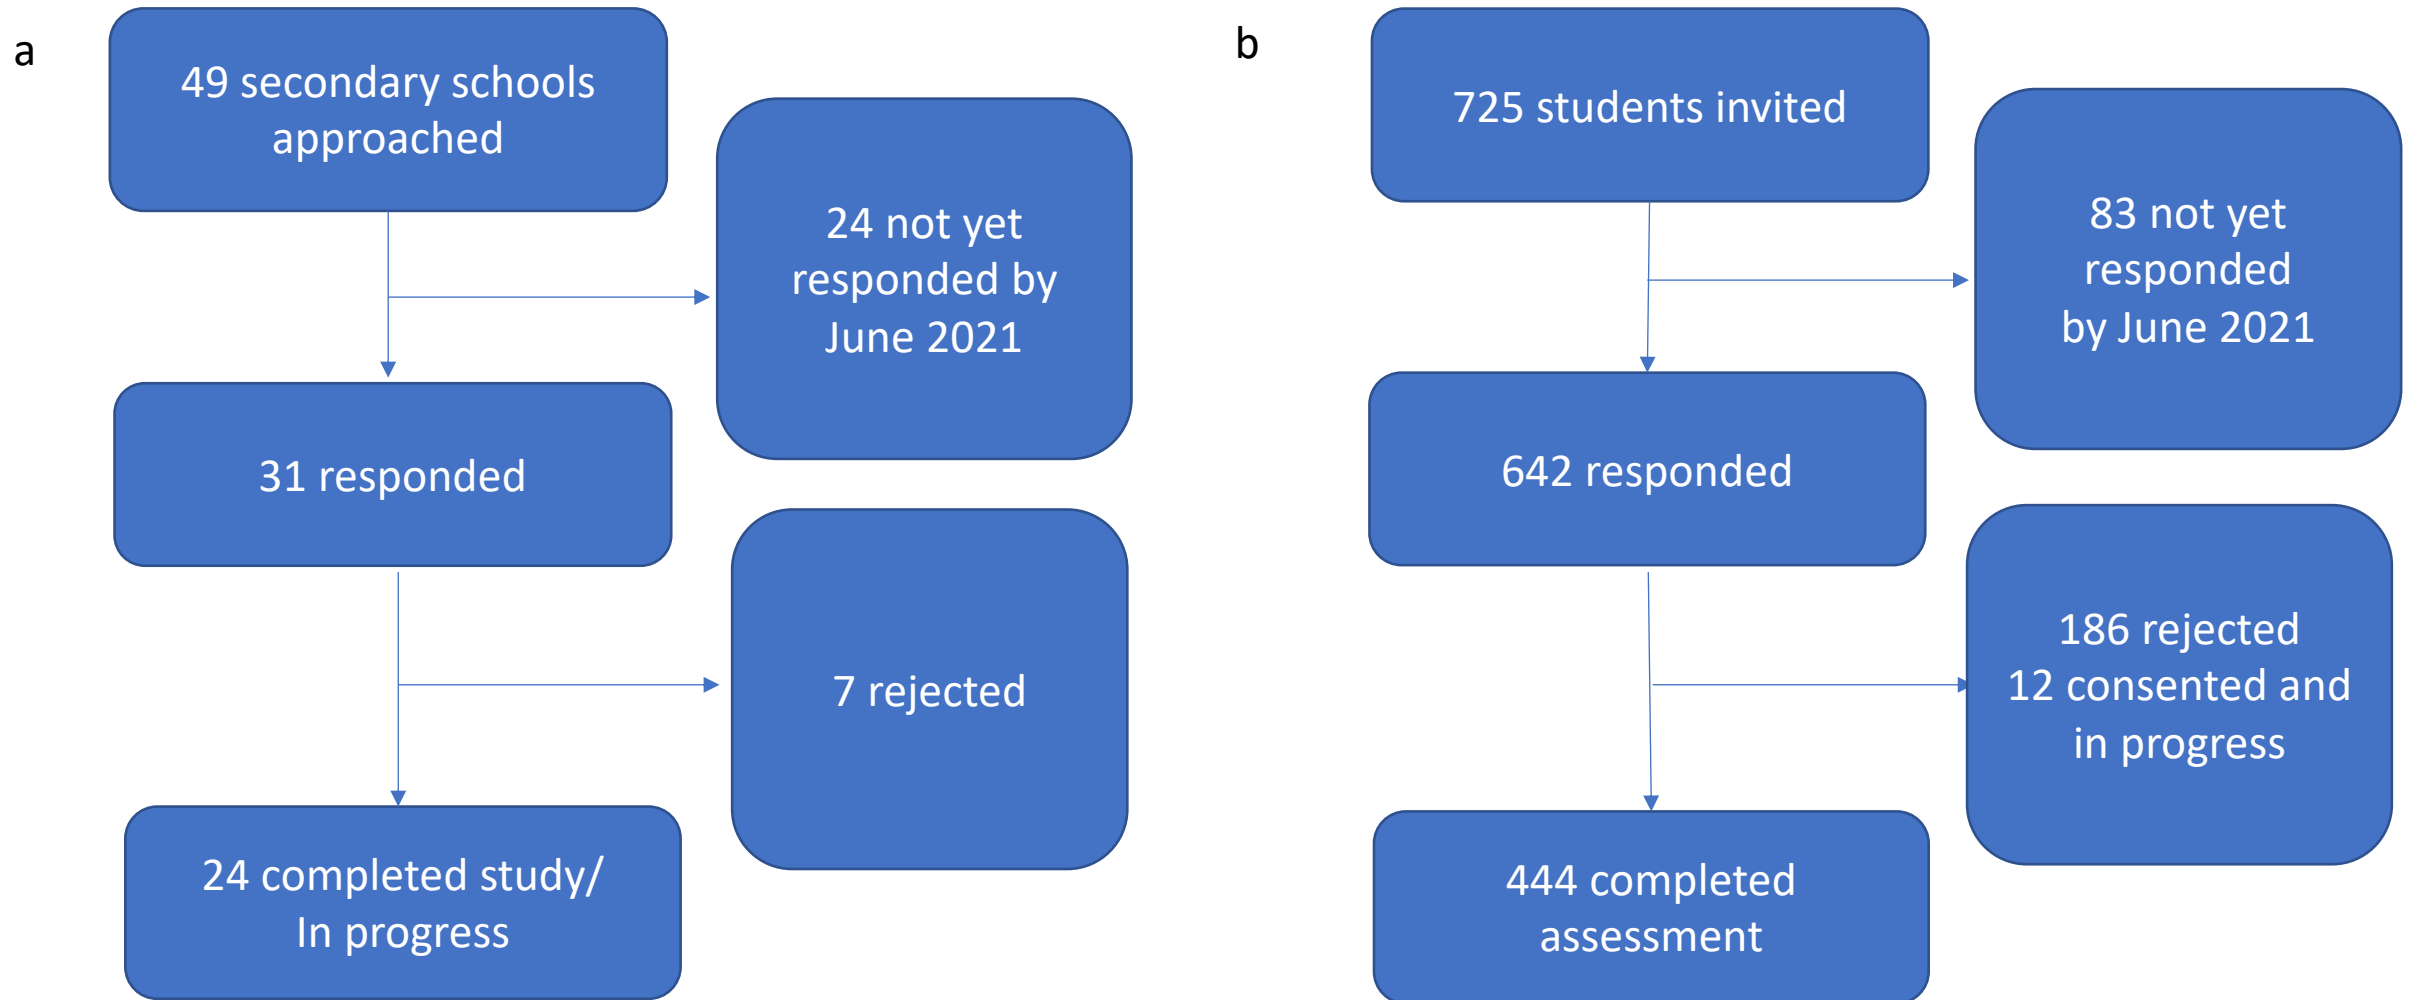 a
49 secondary schools
approached
24 not yet
responded by
June 2021
31 responded
7 rejected
24 completed study/
In progress
b
725 students invited
83 not yet
responded
by June 2021
642 responded
186 rejected
12 consented and
in progress
444 completed
assessment